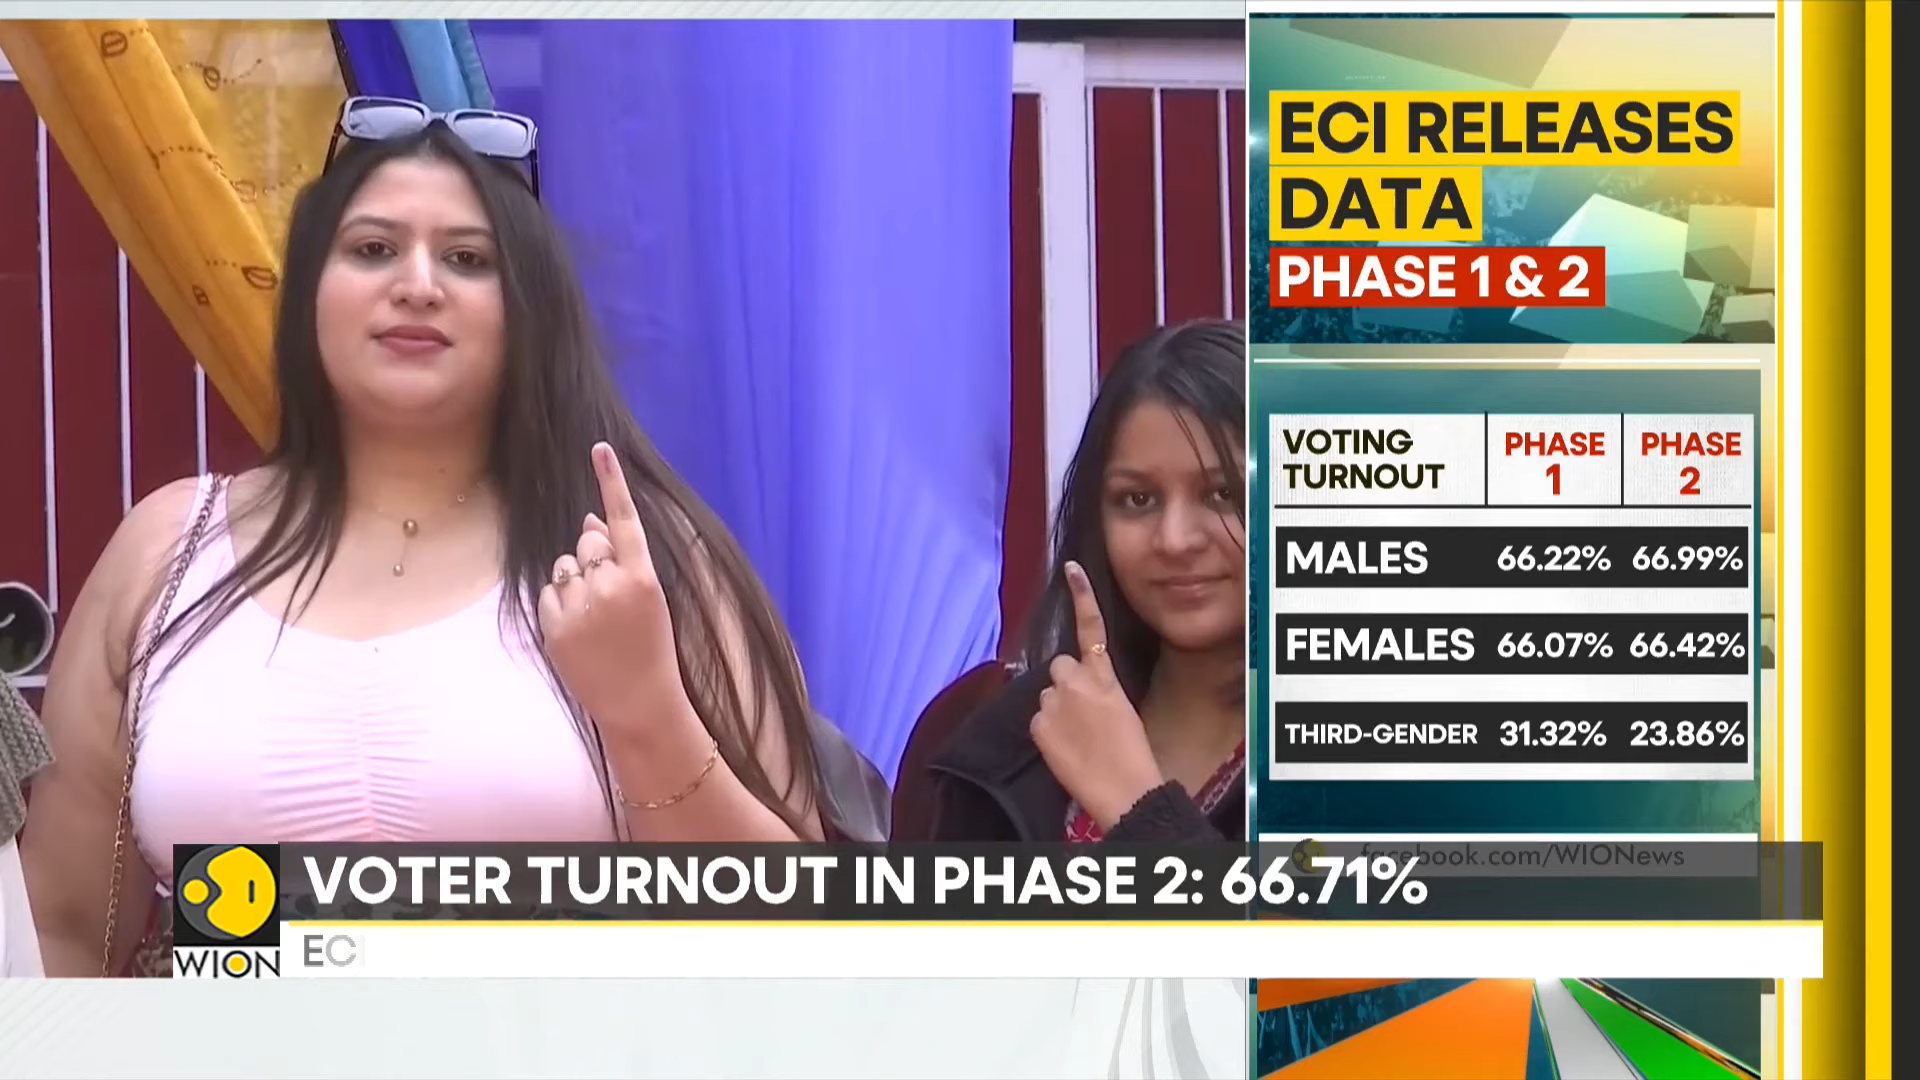 ECI RELEASES
DATA
PHASE 1 & 2
VOTING TURNOUT PHASE 1 PHASE 2
MALES 66.22% 66.99%
FEMALES 66.07% 66.42%
THIRD-GENDER 31.32% 23.86%
facebook.com/WIONews
VOTER TURNOUT IN PHASE 2: 66.71%
EC
WION